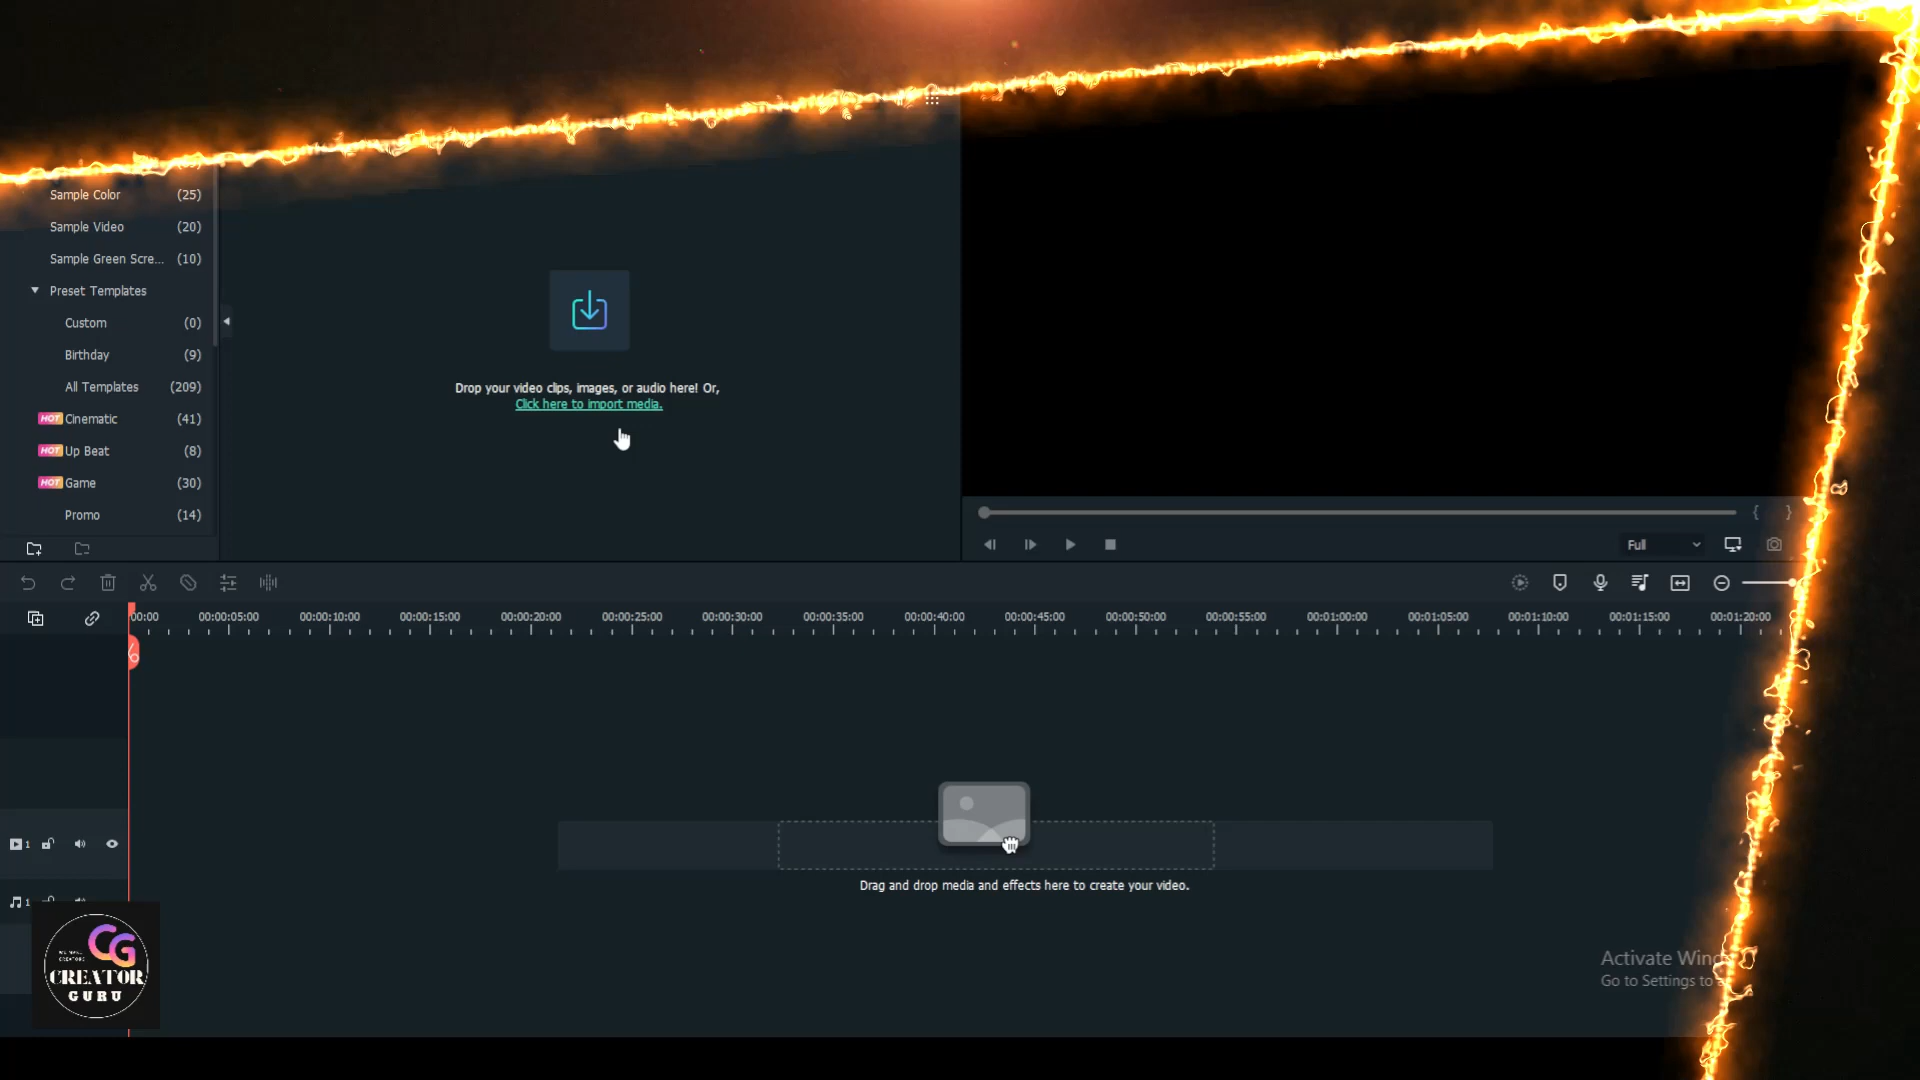 Sample Color (25)
Sample Video (20)
Sample Green Scre... (10)
Preset Templates
Custom (0)
Birthday (9)
All Templates (209)
HOT Cinematic (41)
HOT Up Beat (8)
HOT Game (30)
Promo (14)
Drop your video clips, images, or audio here! Or,
Click here to import media.
{ }
Full
00:00 00:00:05:00 00:00:10:00 00:00:15:00 00:00:20:00 00:00:25:00 00:00:30:00 00:00:35:00 00:00:40:00 00:00:45:00 00:00:50:00 00:00:55:00 00:01:00:00 00:01:05:00 00:01:10:00 00:01:15:00 00:01:20:00
1
Drag and drop media and effects here to create your video.
1
CG
CREATOR
GURU
Activate Wind
Go to Settings to